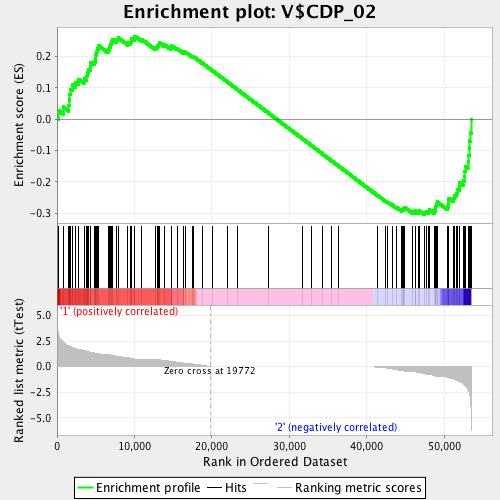 Enrichment plot: V$CDP_02
Enrichment score (ES)
0.2
0.1
0.0
-0.1
-0.2
-0.3
Ranked list metric (tTest)
5.0
2.5
0.0
-2.5
-5.0
'1' (positively correlated)
Zero cross at 19772
'2' (negatively correlated)
0
10,000
20,000
30,000
40,000
50,000
Rank in Ordered Dataset
Enrichment profile
Hits
Ranking metric scores